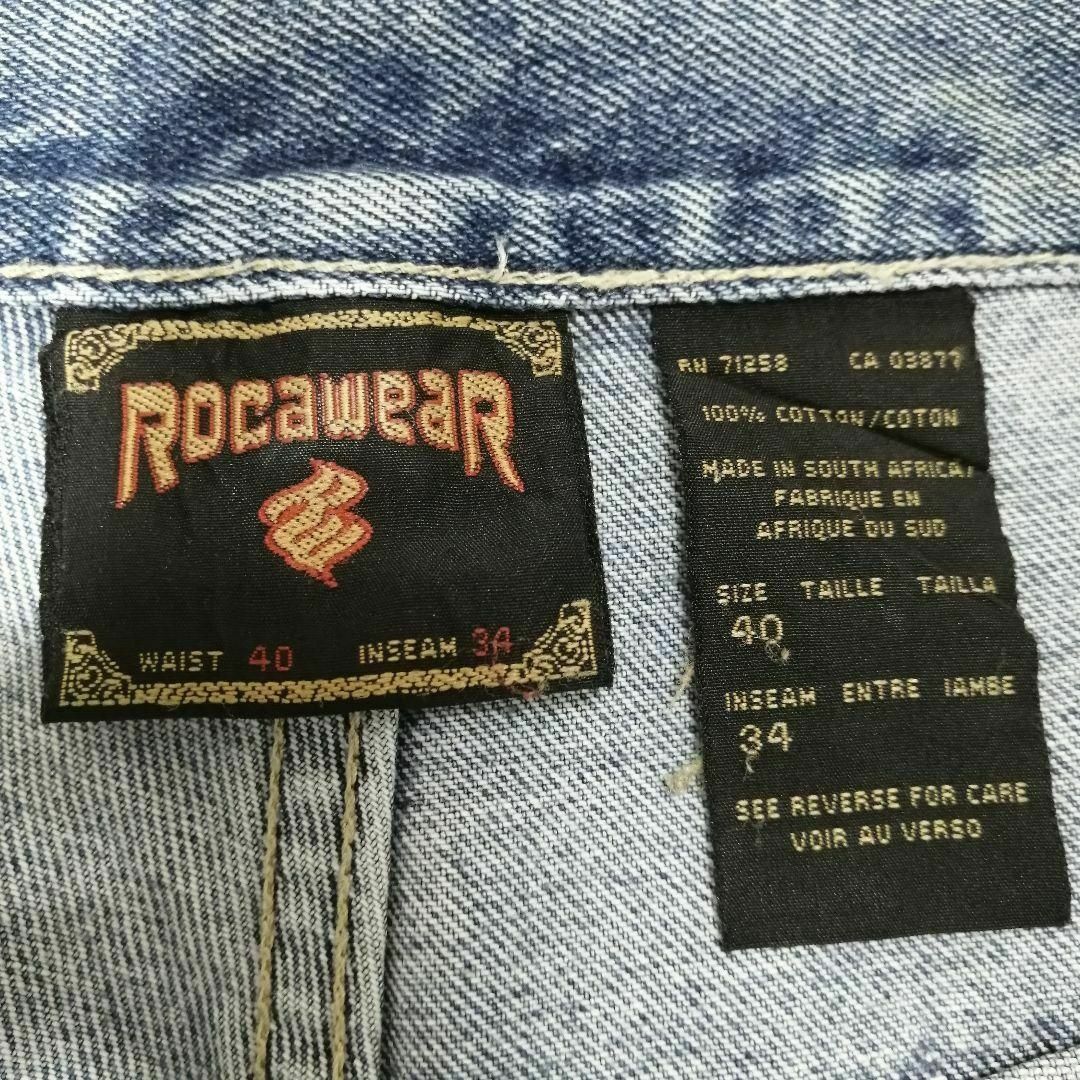 ROCAWEAR
WAIST 40 INSEAM 34
RN 71258 CA 03877
100% COTTON/COTON
MADE IN SOUTH AFRICA
FABRIQUE EN
AFRIQUE DU SUD
SIZE TAILLE TAILLA
40
INSEAM ENTRE JAMBE
34
SEE REVERSE FOR CARE
VOIR AU VERSO